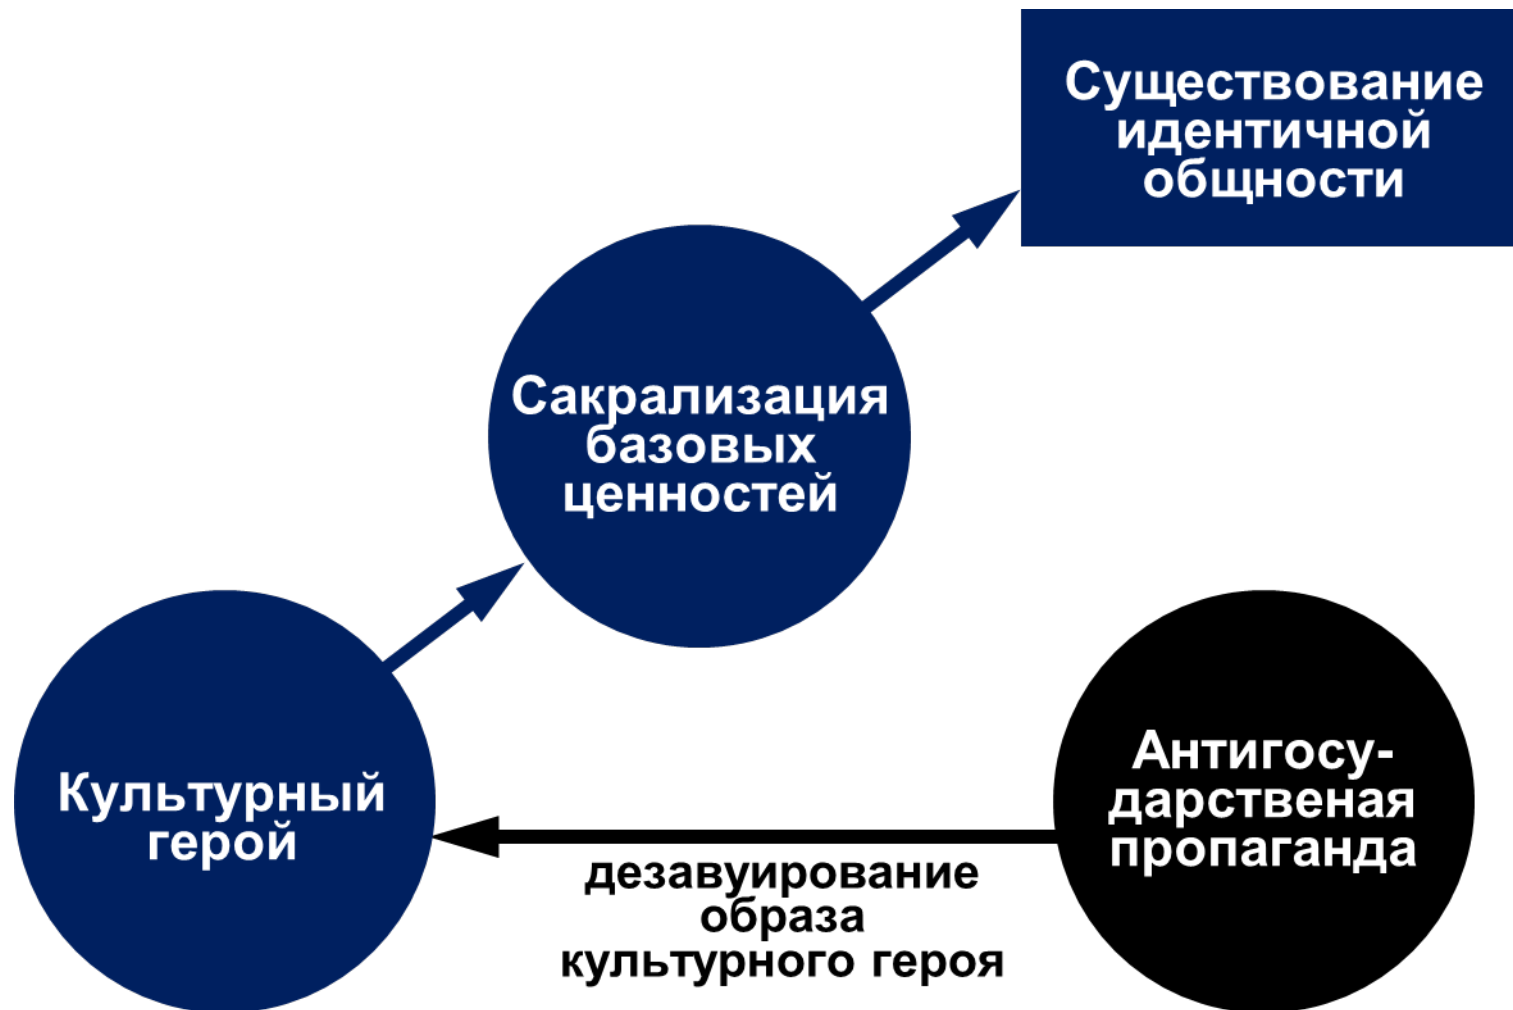 Существование
идентичной
общности
Сакрализация
базовых
ценностей
Культурный
герой
Антигосу-
дарственая
пропаганда
дезавуирование
образа
культурного героя